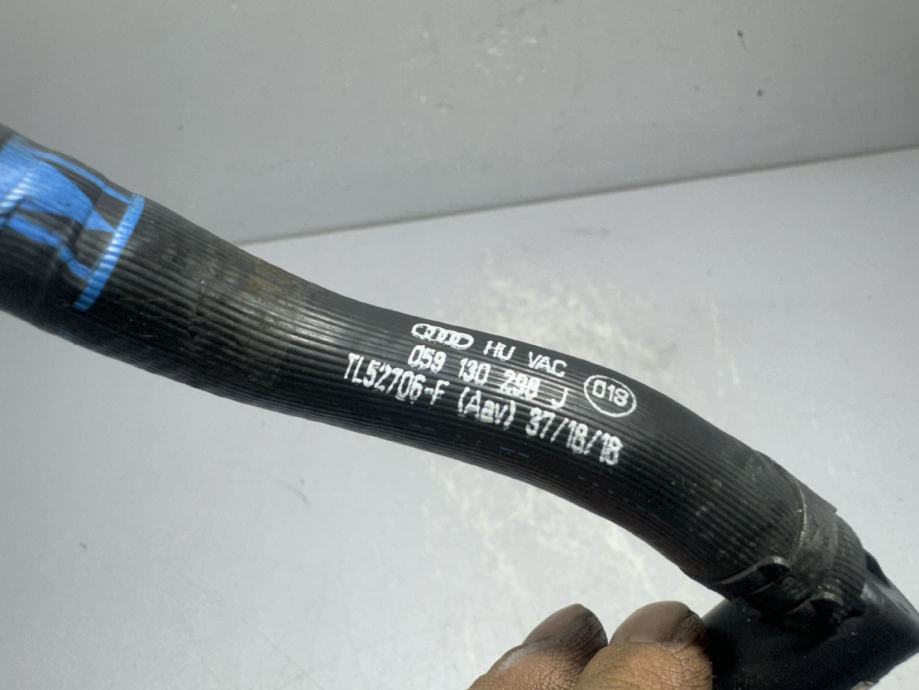 HU VAC
059 130 298 J
018
TL52706-F (Aav) 37/18/18